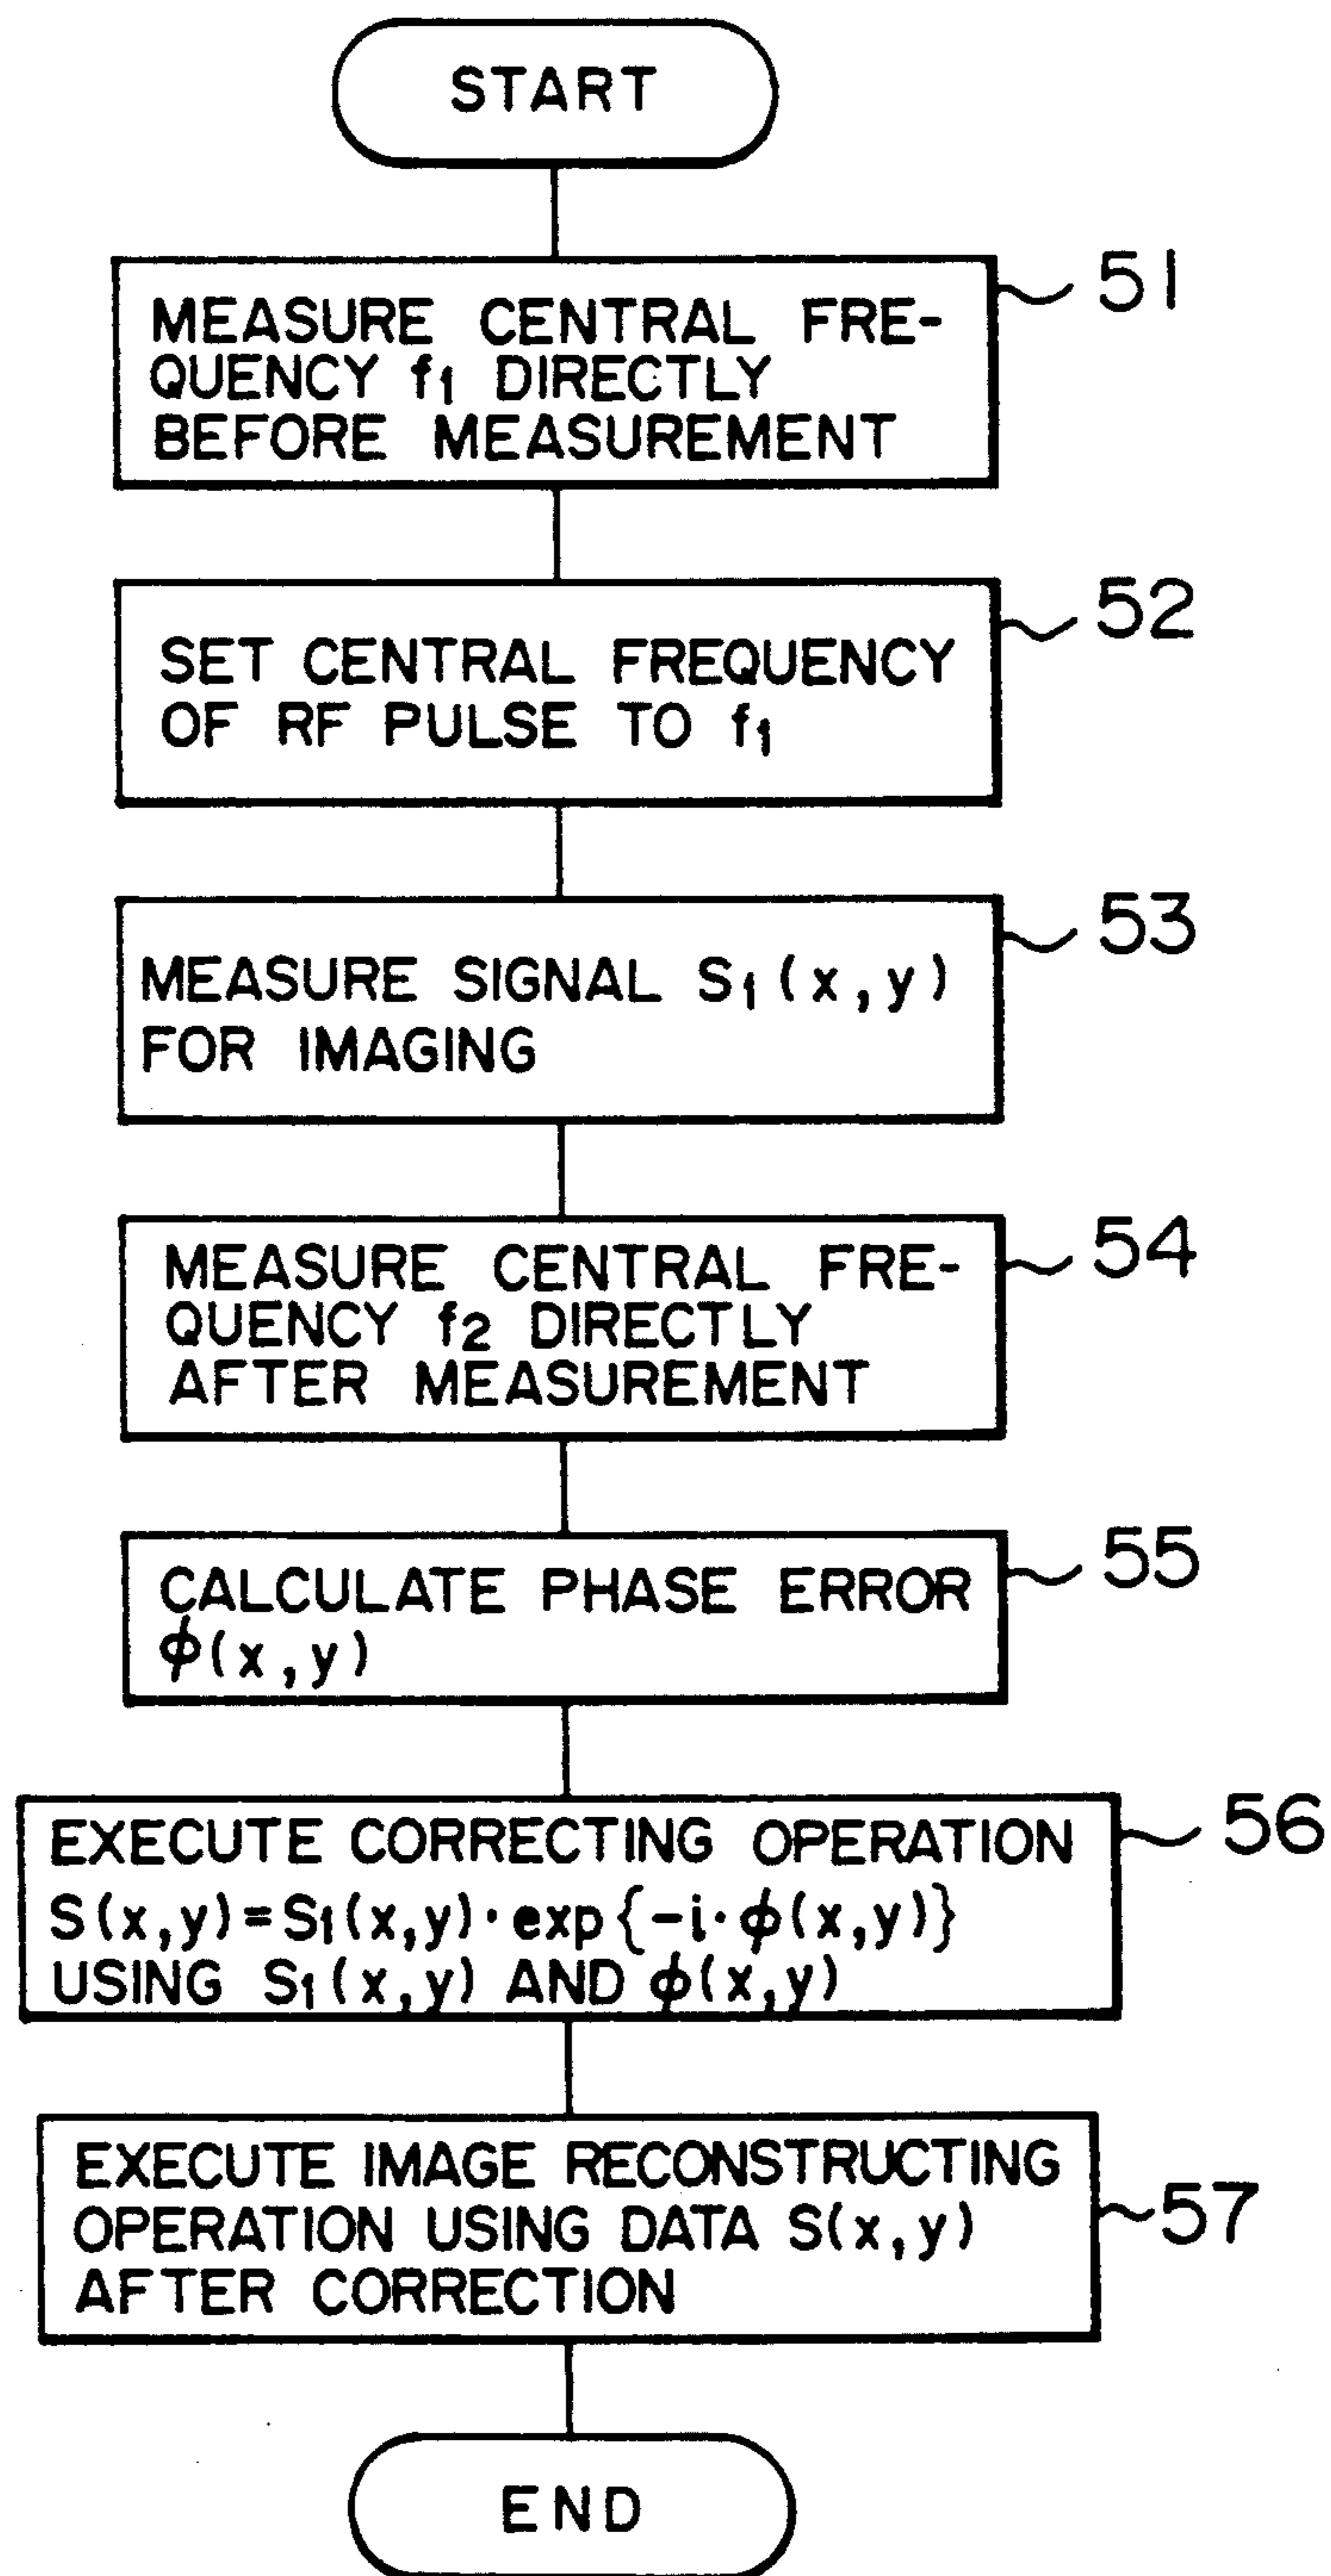 START
51
MEASURE CENTRAL FRE-
QUENCY f₁ DIRECTLY
BEFORE MEASUREMENT
52
SET CENTRAL FREQUENCY
OF RF PULSE TO f₁
53
MEASURE SIGNAL S₁(x,y)
FOR IMAGING
54
MEASURE CENTRAL FRE-
QUENCY f₂ DIRECTLY
AFTER MEASUREMENT
55
CALCULATE PHASE ERROR
φ(x,y)
56
EXECUTE CORRECTING OPERATION
S(x,y)=S₁(x,y)·exp{-i·φ(x,y)}
USING S₁(x,y) AND φ(x,y)
57
EXECUTE IMAGE RECONSTRUCTING
OPERATION USING DATA S(x,y)
AFTER CORRECTION
END